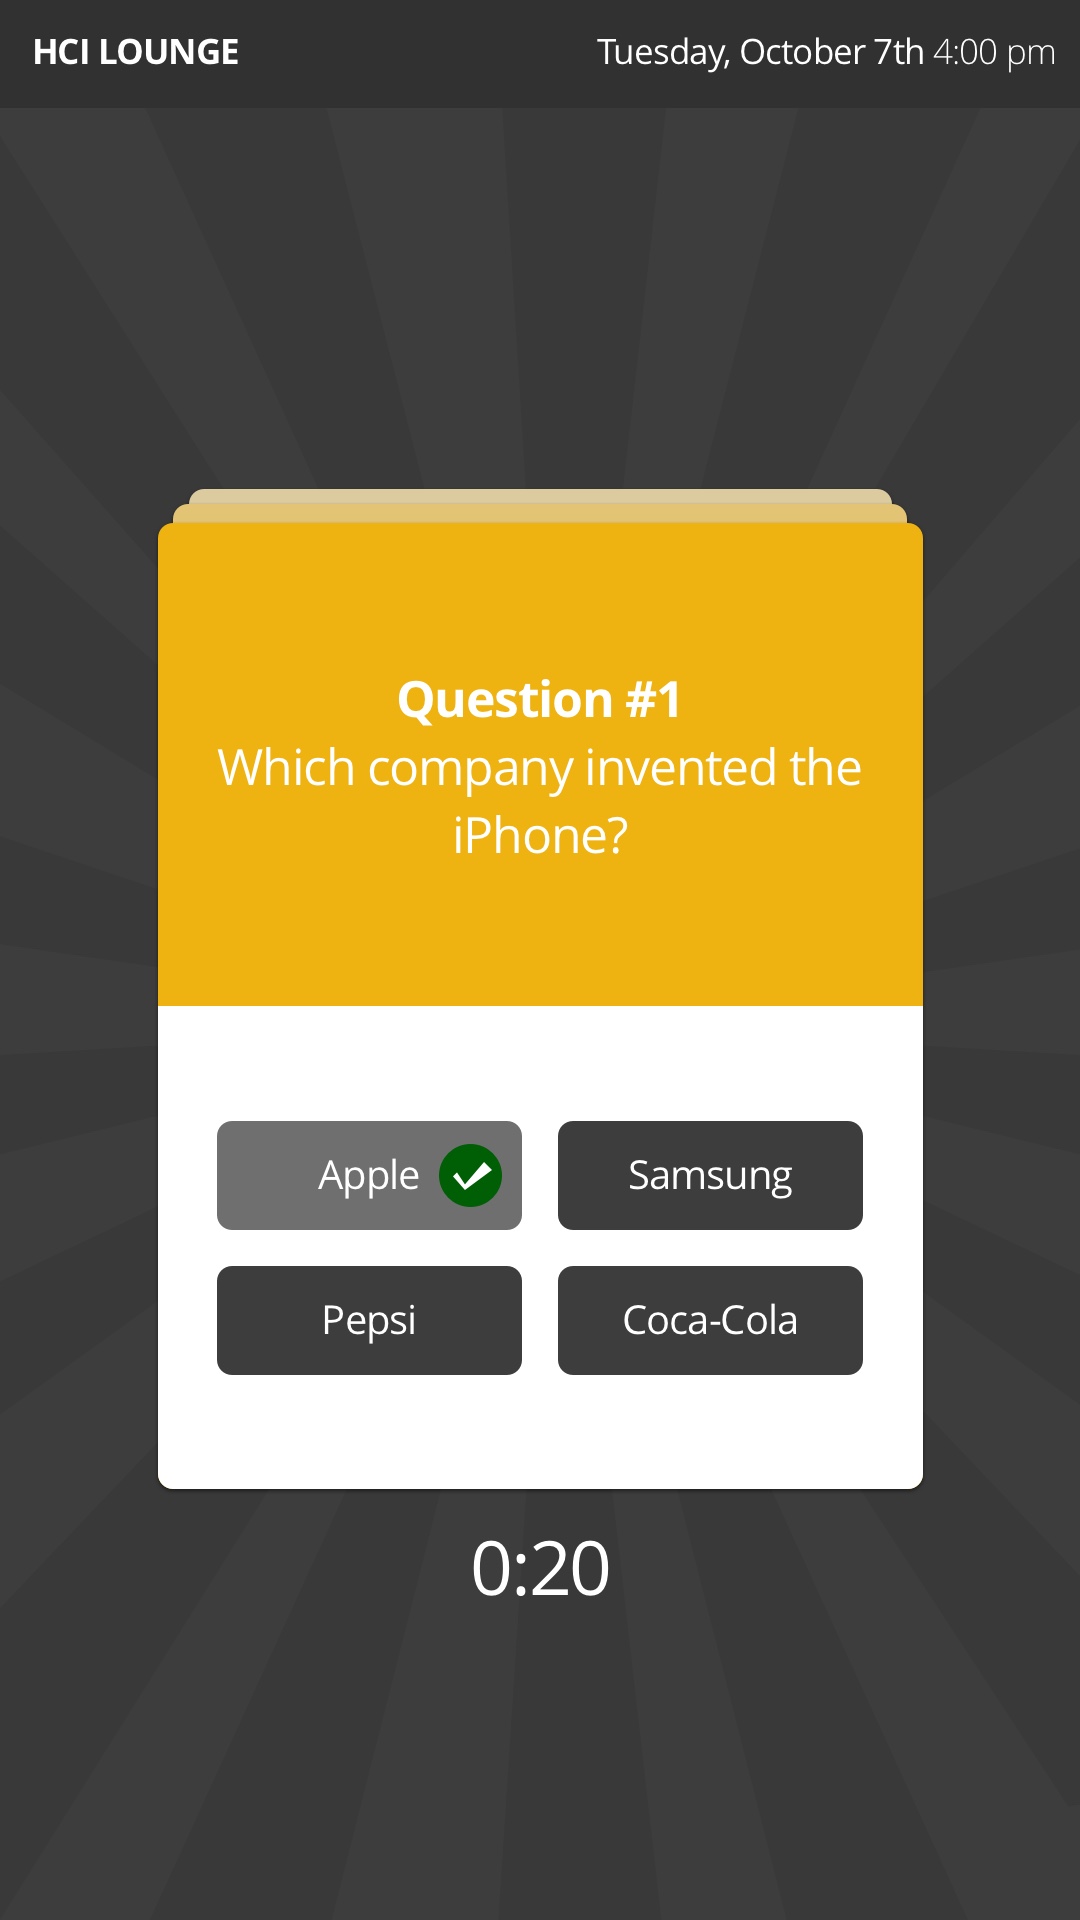 HCI LOUNGE
Tuesday, October 7th 4:00 pm
Question #1
Which company invented the
iPhone?
Apple
Samsung
Pepsi
Coca-Cola
0:20